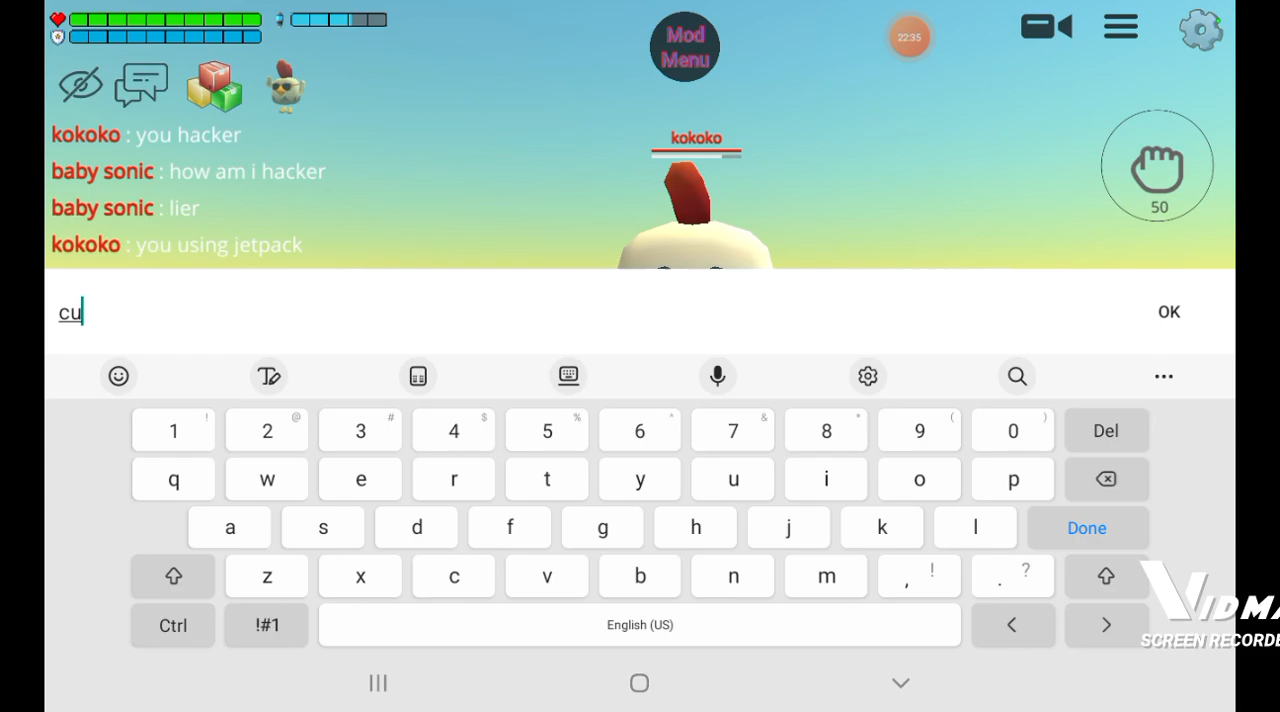 Mod
Menu
22:35
kokoko
kokoko : you hacker
baby sonic : how am i hacker
baby sonic : lier
kokoko : you using jetpack
50
cu
OK
1 ! 2 @ 3 # 4 $ 5 % 6 ^ 7 & 8 * 9 ( 0 ) Del
q w e r t y u i o p
a s d f g h j k l Done
z x c v b n m , ! . ?
Ctrl !#1 English (US) < >
VIDMA
SCREEN RECORDE